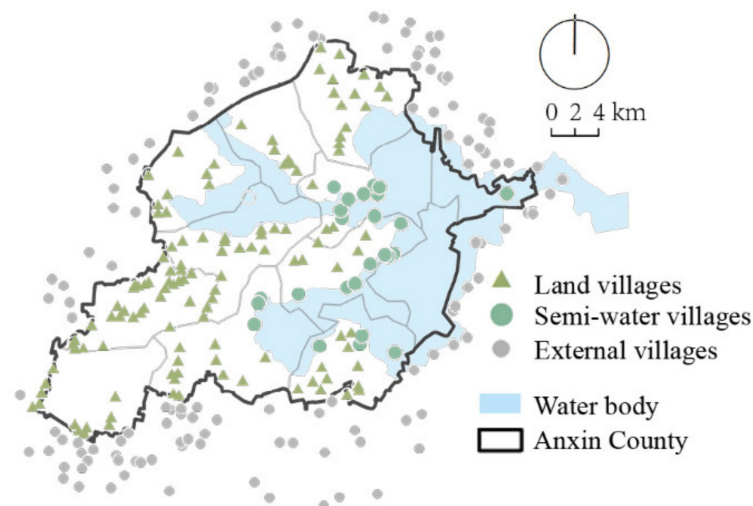 0 2 4 km
Land villages
Semi-water villages
External villages
Water body
Anxin County